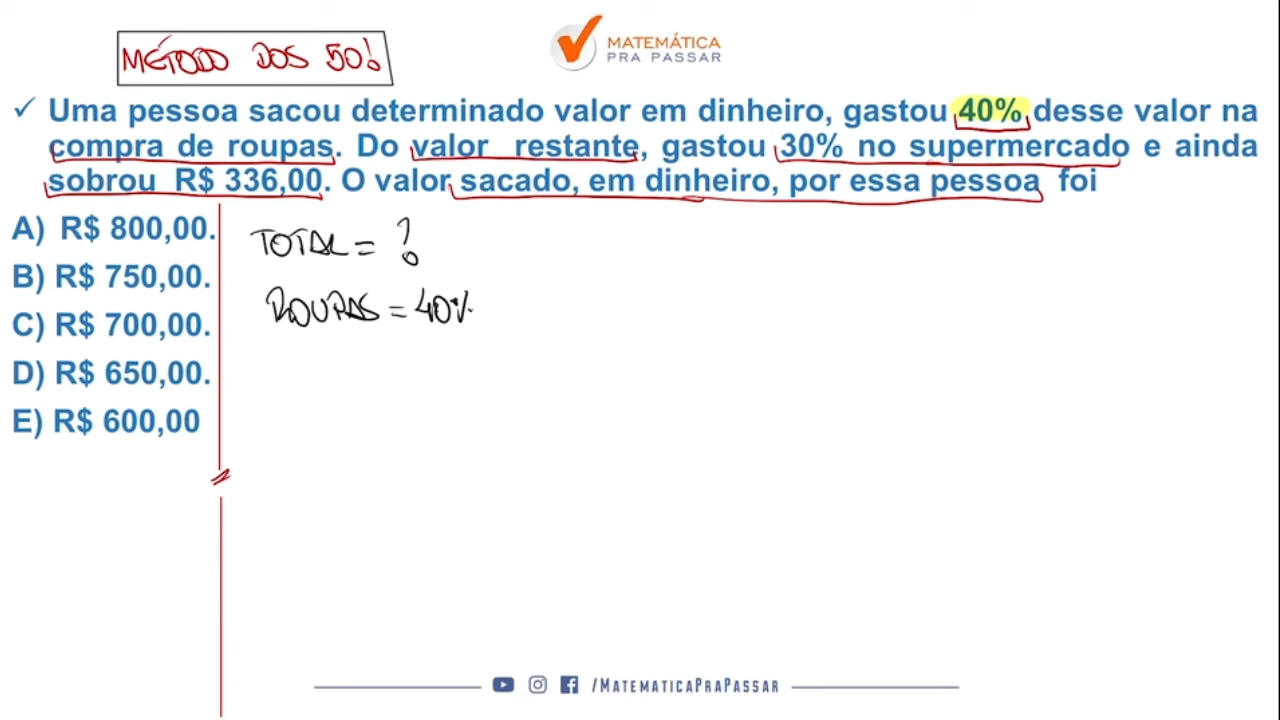 MÉTODO DOS 50!
MATEMÁTICA
PRA PASSAR
✓ Uma pessoa sacou determinado valor em dinheiro, gastou 40% desse valor na
compra de roupas. Do valor restante, gastou 30% no supermercado e ainda
sobrou R$ 336,00. O valor sacado, em dinheiro, por essa pessoa foi
A) R$ 800,00.
B) R$ 750,00.
C) R$ 700,00.
D) R$ 650,00.
E) R$ 600,00
TOTAL = ?
ROUPAS = 40%
/MATEMATICAPRAPASSAR